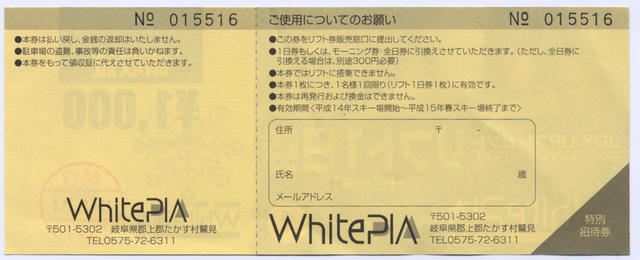 No 015516
●本券は払い戻し、金銭の返却はいたしません。
●駐車場の盗難、事故等の責任は負いかねます。
●本券をもって領収証に代えさせていただきます。
WhitePIA
〒501-5302 岐阜県郡上郡たかす村鷲見
TEL0575-72-6311
ご使用についてのお願い No 015516
●この券をリフト券販売窓口に提出してください。
●1日券もしくは、モーニング券・全日券に引換えさせていただきます。(ただし、全日券に
引換える場合は、別途300円必要)
●本券ではリフトに搭乗できません。
●本券1枚につき、1名様1回限り(リフト1日券1枚)に有効です。
●本券は再発行および換金はできません。
●有効期間<平成14年スキー場開始〜平成15年春スキー場終了まで>
住所 〒 -
氏名 歳
メールアドレス
WhitePIA
〒501-5302 岐阜県郡上郡たかす村鷲見
TEL0575-72-6311
特別
招待券